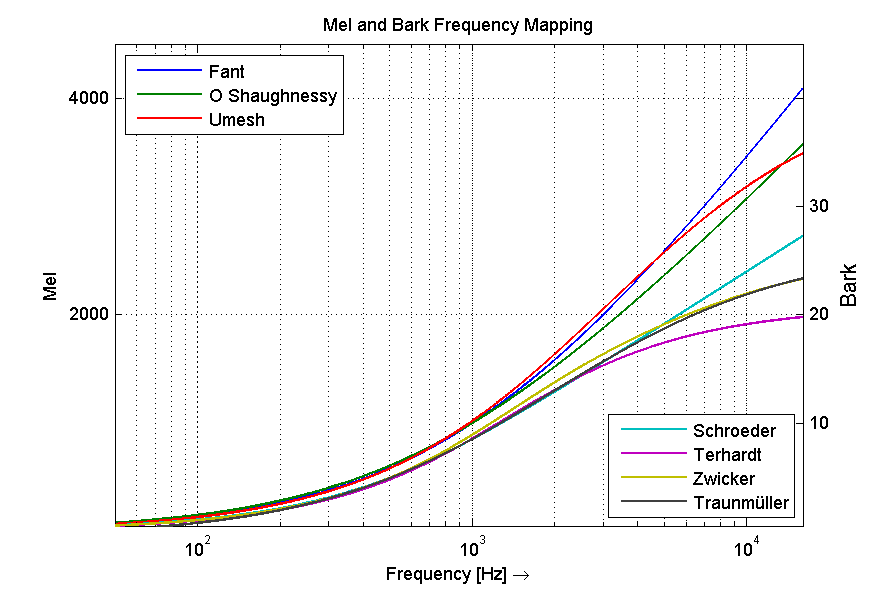 Mel and Bark Frequency Mapping
Fant
O Shaughnessy
Umesh
4000
2000
Mel
30
20
10
Bark
Schroeder
Terhardt
Zwicker
Traunmüller
10² 10³ 10⁴
Frequency [Hz] →